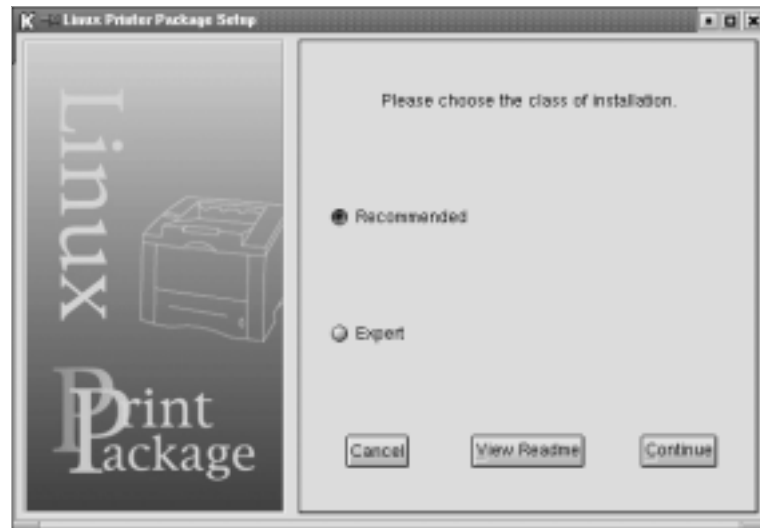 Linux Printer Package Setup
Linux
Print
Package
Please choose the class of installation.
Recommended
Expert
Cancel
View Readme
Continue